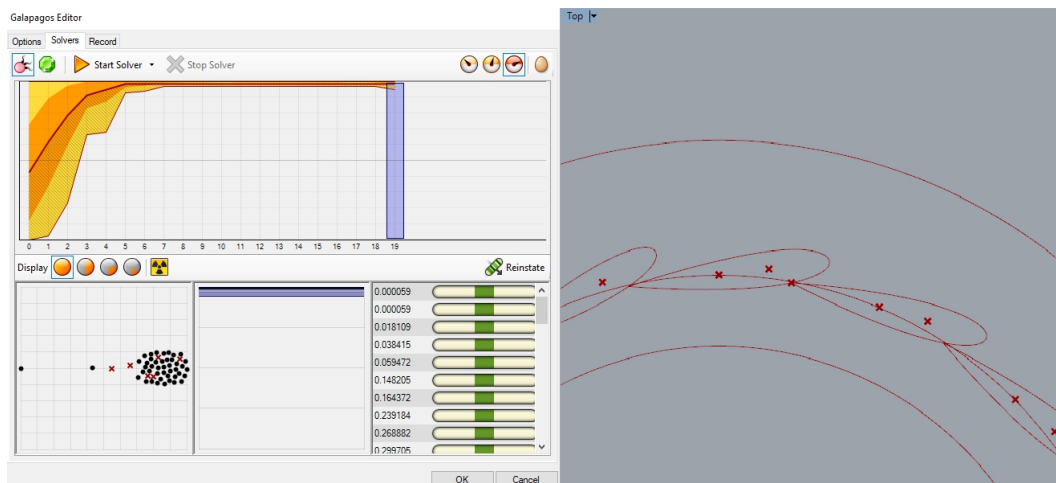 Galapagos Editor
Top
Options Solvers Record
Start Solver Stop Solver
0 1 2 3 4 5 6 7 8 9 10 11 12 13 14 15 16 17 18 19
Display Reinstate
0.000059
0.000059
0.018109
0.038415
0.059472
0.148205
0.164372
0.239184
0.268882
0.299705
OK Cancel